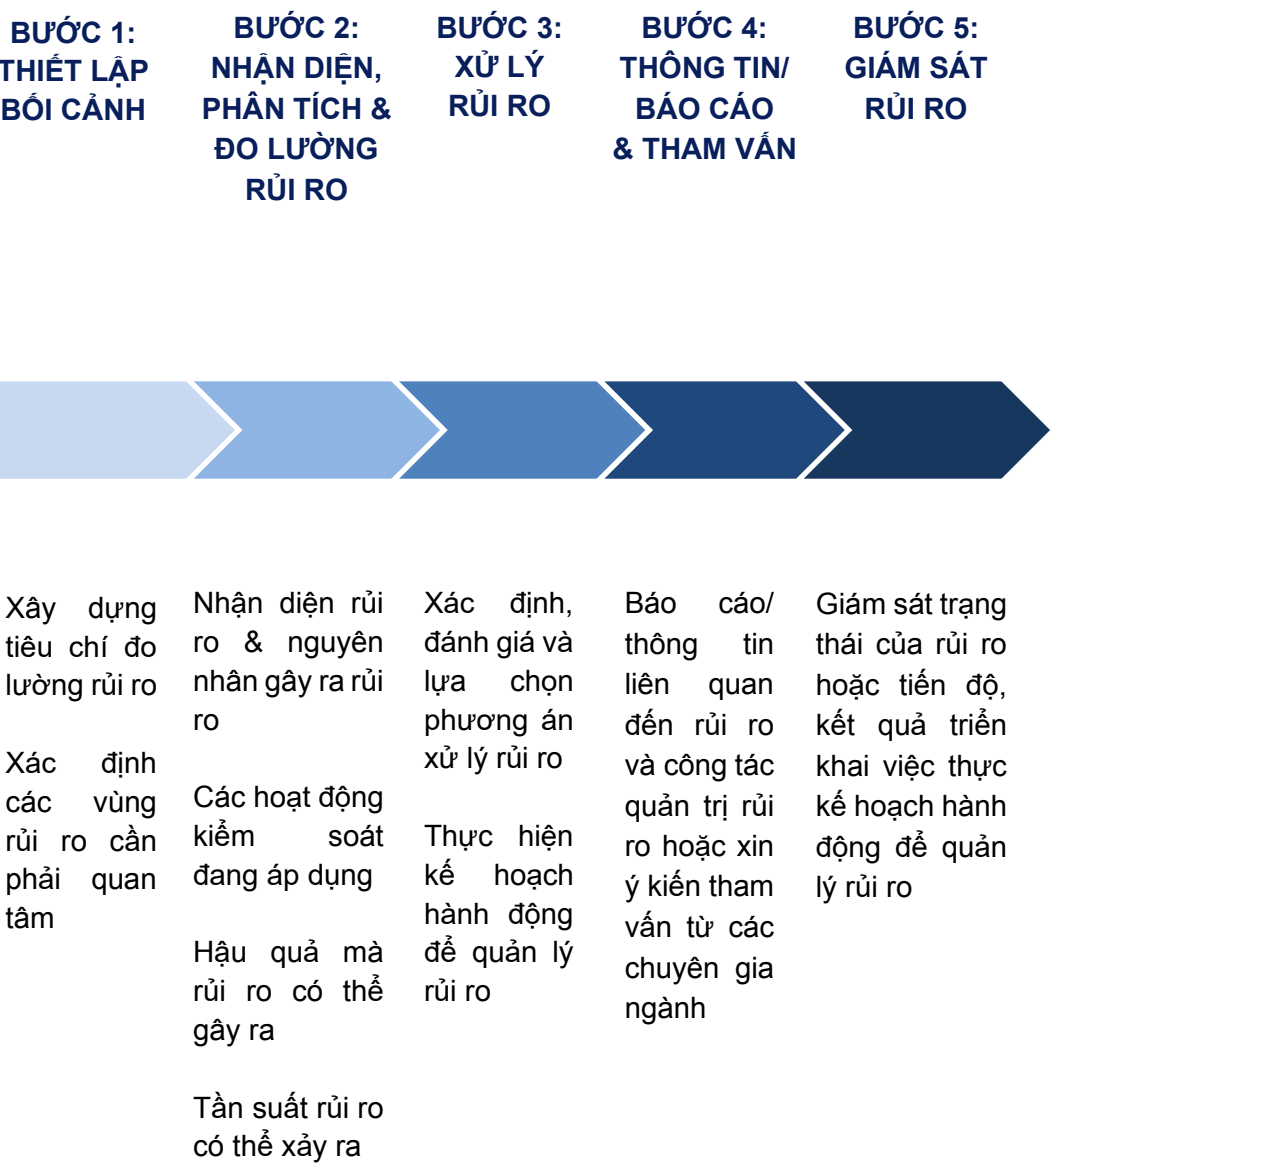 BƯỚC 1:
THIẾT LẬP
BỐI CẢNH
BƯỚC 2:
NHẬN DIỆN,
PHÂN TÍCH &
ĐO LƯỜNG
RỦI RO
BƯỚC 3:
XỬ LÝ
RỦI RO
BƯỚC 4:
THÔNG TIN/
BÁO CÁO
& THAM VẤN
BƯỚC 5:
GIÁM SÁT
RỦI RO
Xây dựng
tiêu chí đo
lường rủi ro
Xác định
các vùng
rủi ro cần
phải quan
tâm
Nhận diện rủi
ro & nguyên
nhân gây ra rủi
ro
Các hoạt động
kiểm soát
đang áp dụng
Hậu quả mà
rủi ro có thể
gây ra
Tần suất rủi ro
có thể xảy ra
Xác định,
đánh giá và
lựa chọn
phương án
xử lý rủi ro
Thực hiện
kế hoạch
hành động
để quản lý
rủi ro
Báo cáo/
thông tin
liên quan
đến rủi ro
và công tác
quản trị rủi
ro hoặc xin
ý kiến tham
vấn từ các
chuyên gia
ngành
Giám sát trạng
thái của rủi ro
hoặc tiến độ,
kết quả triển
khai việc thực
kế hoạch hành
động để quản
lý rủi ro